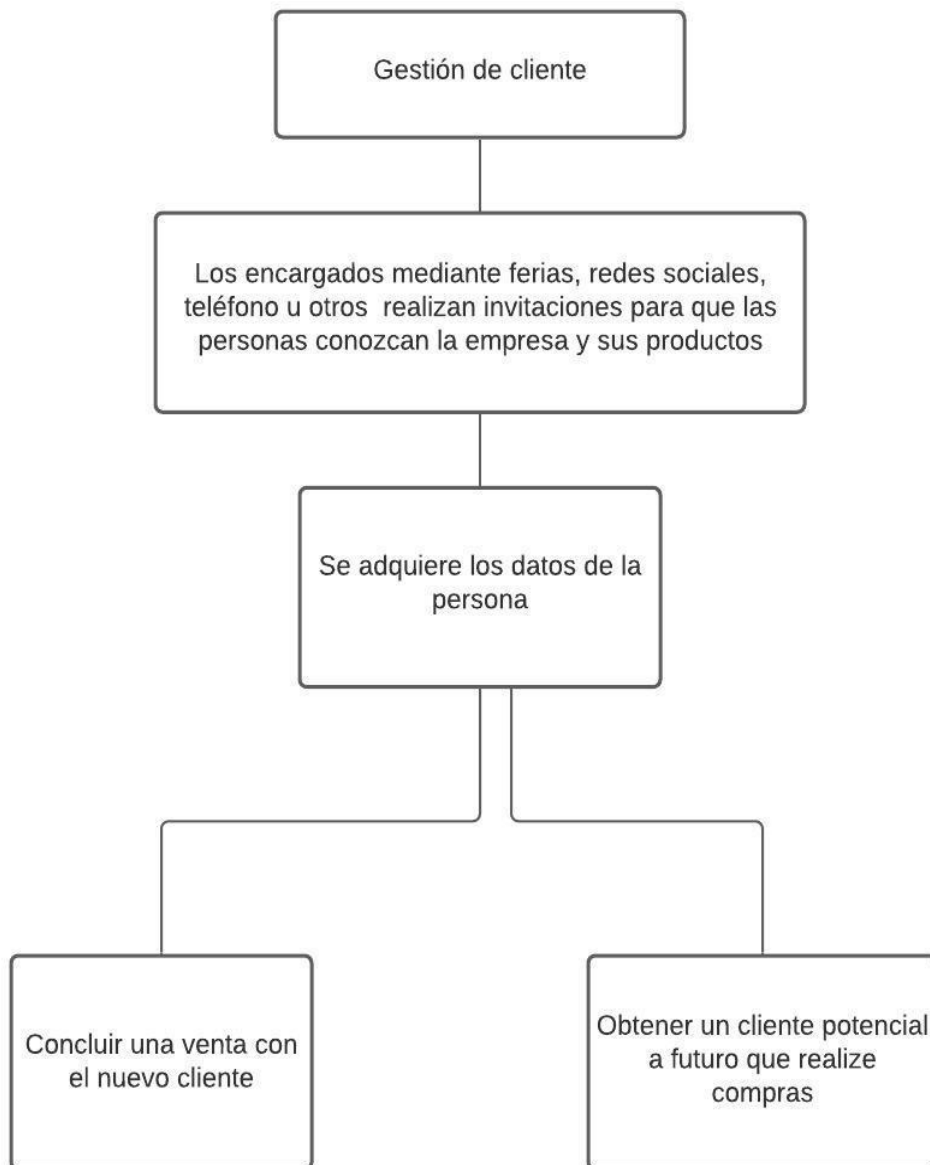 Gestión de cliente
Los encargados mediante ferias, redes sociales,
teléfono u otros  realizan invitaciones para que las
personas conozcan la empresa y sus productos
Se adquiere los datos de la
persona
Concluir una venta con
el nuevo cliente
Obtener un cliente potencial
a futuro que realize
compras